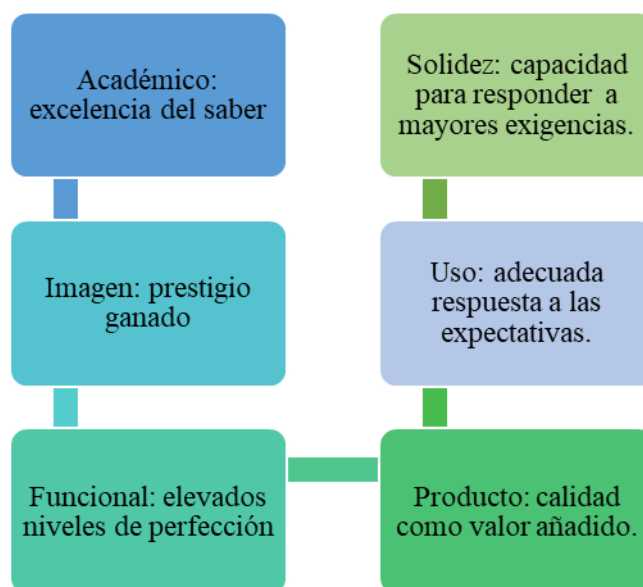 Académico:
excelencia del saber
Imagen: prestigio
ganado
Funcional: elevados
niveles de perfección
Producto: calidad
como valor añadido.
Uso: adecuada
respuesta a las
expectativas.
Solidez: capacidad
para responder a
mayores exigencias.